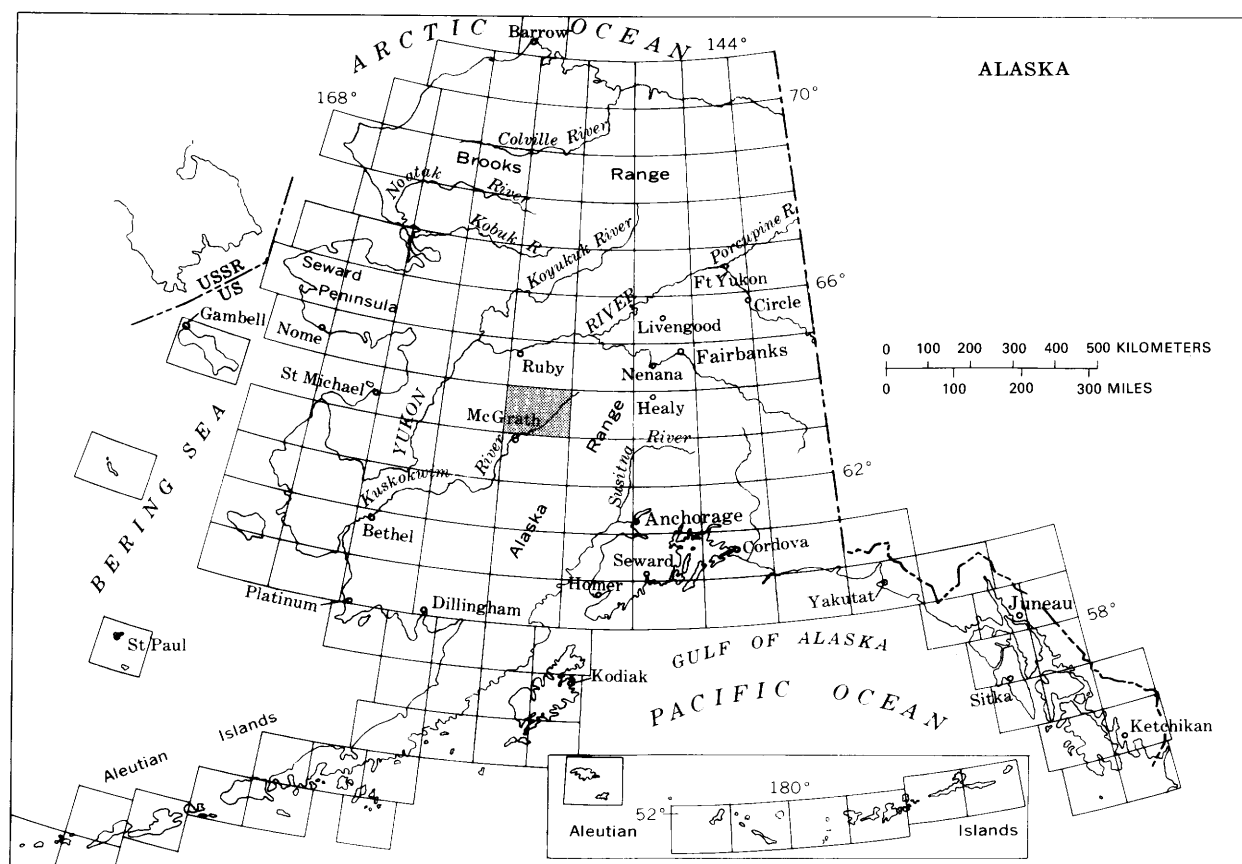 ARCTIC OCEAN
Barrow
144°
ALASKA
70°
168°
Colville River
Brooks Range
Noatak River
Kobuk R
Koyukuk River
Porcupine R.
Seward
Peninsula
USSR
US
Ft Yukon
66°
Circle
RIVER
Gambell
Nome
Livengood
Fairbanks
Ruby
Nenana
0 100 200 300 400 500 KILOMETERS
0 100 200 300 MILES
St Michael
YUKON
McGrath
Healy
Range
River
Susitna
62°
River
Kuskokwim
BERING SEA
Bethel
Alaska
Anchorage
Cordova
Seward
Homer
Platinum
Dillingham
Yakutat
Juneau
58°
St Paul
GULF OF ALASKA
Kodiak
PACIFIC OCEAN
Sitka
Ketchikan
Islands
Aleutian
180°
52°
Aleutian
Islands